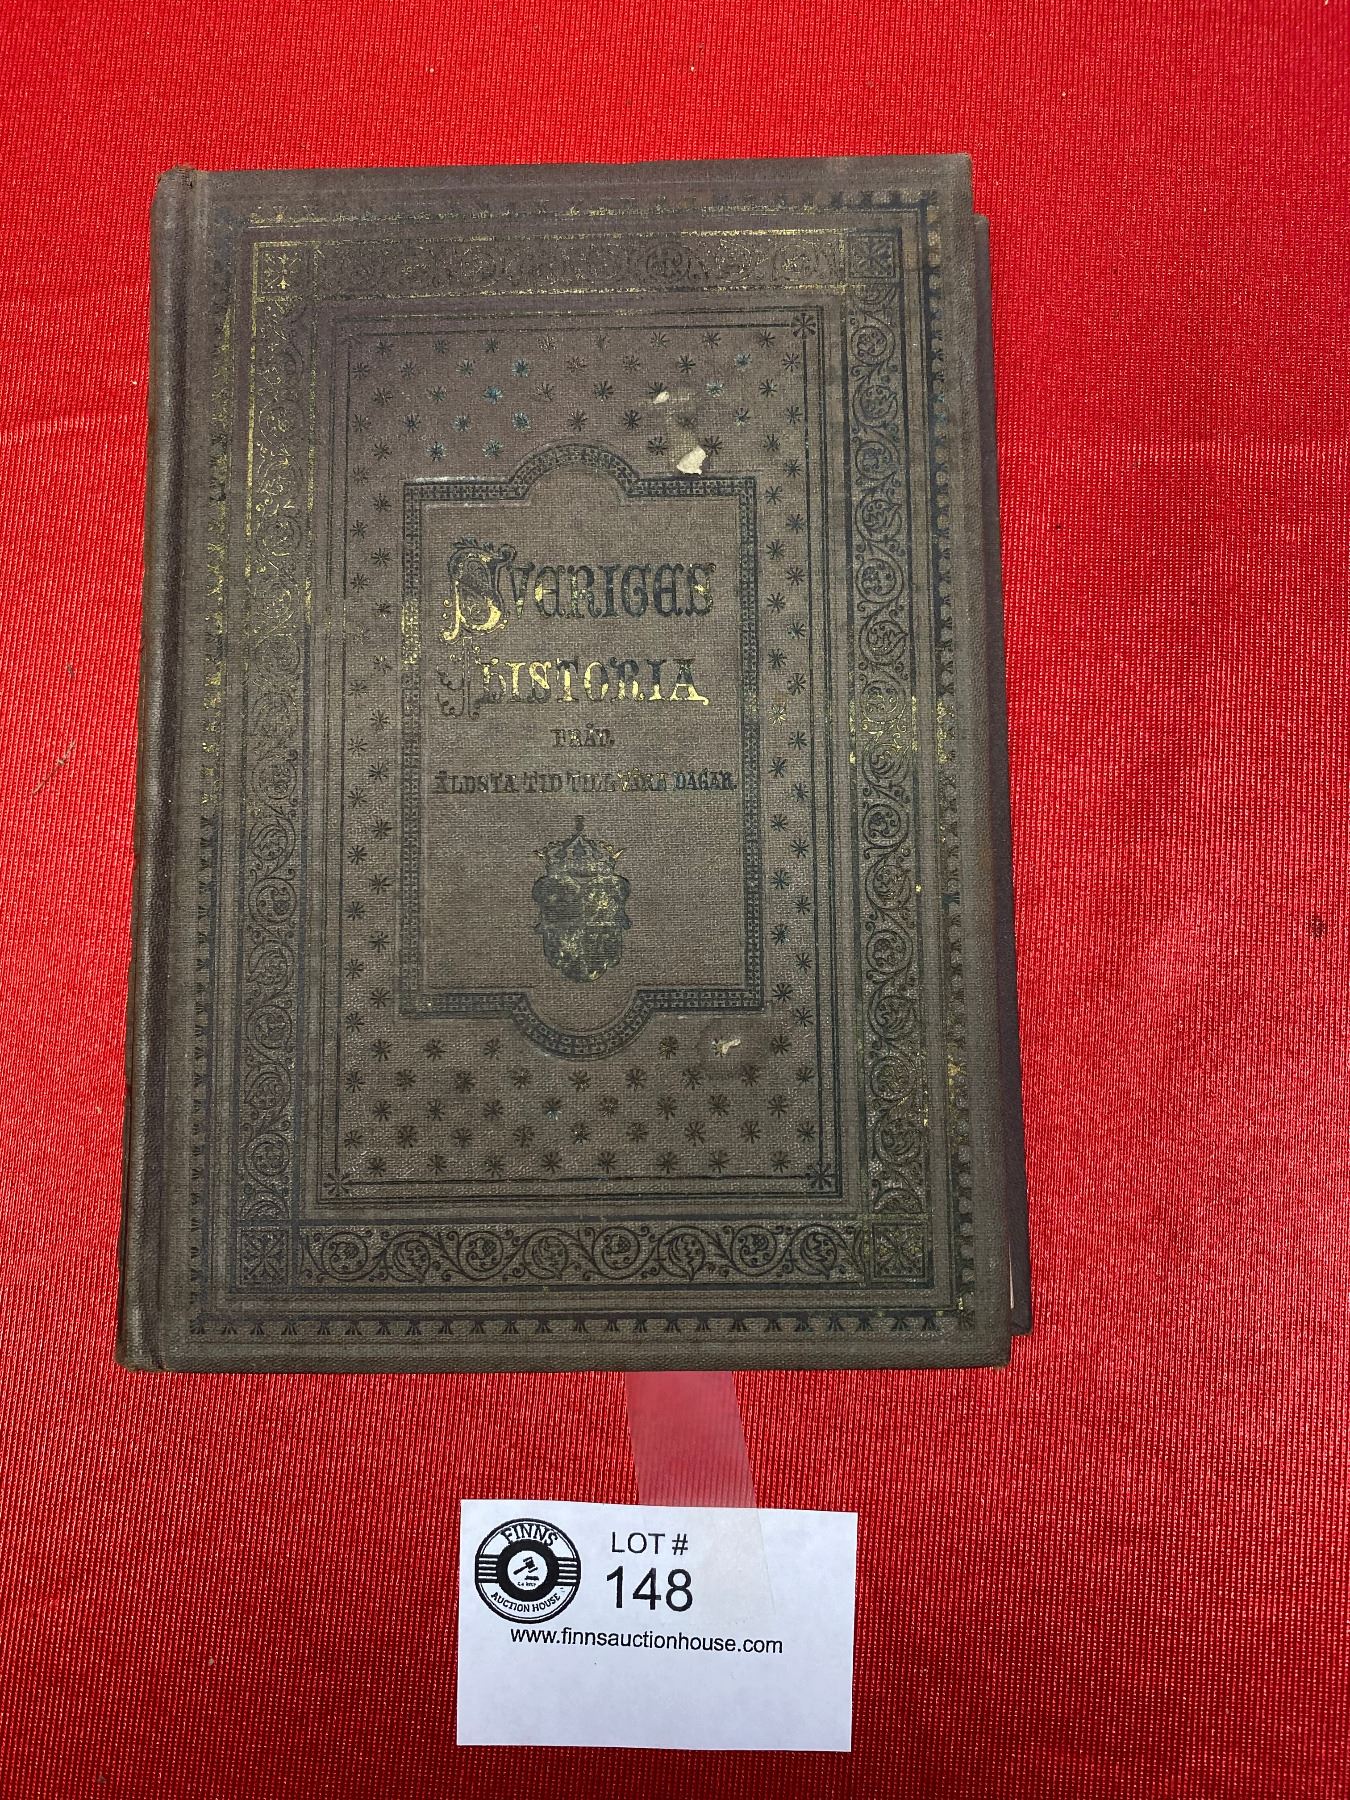 SVERIGES
HISTORIA
FRÅN
ÄLDSTA TID TILL VÅRA DAGAR.
FINNS
AUCTION HOUSE
LOT #
148
www.finnsauctionhouse.com